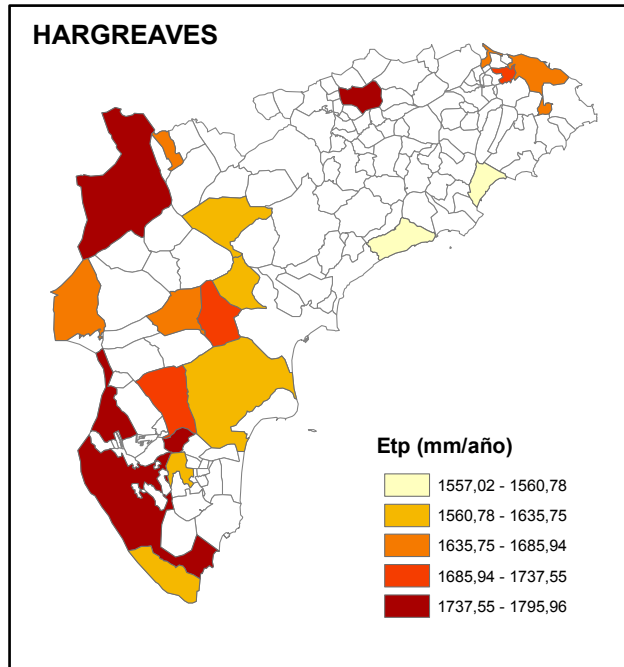 HARGREAVES
Etp (mm/año)
1557,02 - 1560,78
1560,78 - 1635,75
1635,75 - 1685,94
1685,94 - 1737,55
1737,55 - 1795,96